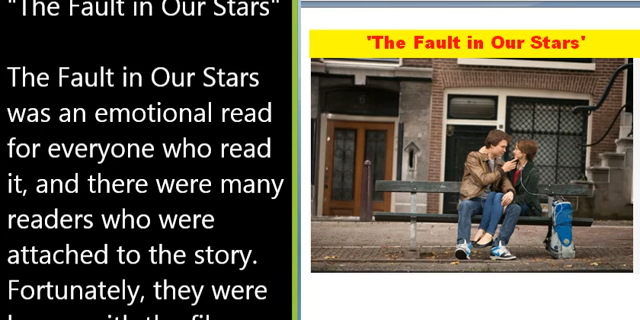 "The Fault in Our Stars"
The Fault in Our Stars
was an emotional read
for everyone who read
it, and there were many
readers who were
attached to the story.
Fortunately, they were
'The Fault in Our Stars'